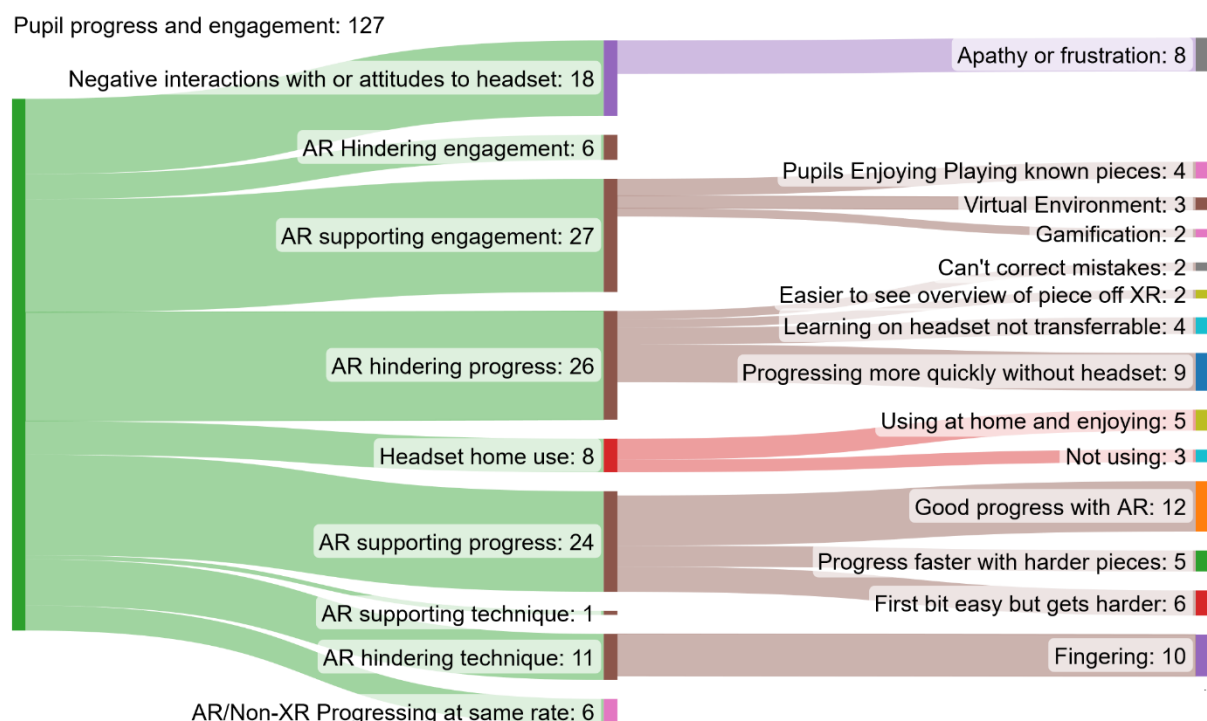 Pupil progress and engagement: 127
Negative interactions with or attitudes to headset: 18
AR Hindering engagement: 6
AR supporting engagement: 27
AR hindering progress: 26
Headset home use: 8
AR supporting progress: 24
AR supporting technique: 1
AR hindering technique: 11
AR/Non-XR Progressing at same rate: 6
Apathy or frustration: 8
Pupils Enjoying Playing known pieces: 4
Virtual Environment: 3
Gamification: 2
Can't correct mistakes: 2
Easier to see overview of piece off XR: 2
Learning on headset not transferrable: 4
Progressing more quickly without headset: 9
Using at home and enjoying: 5
Not using: 3
Good progress with AR: 12
Progress faster with harder pieces: 5
First bit easy but gets harder: 6
Fingering: 10